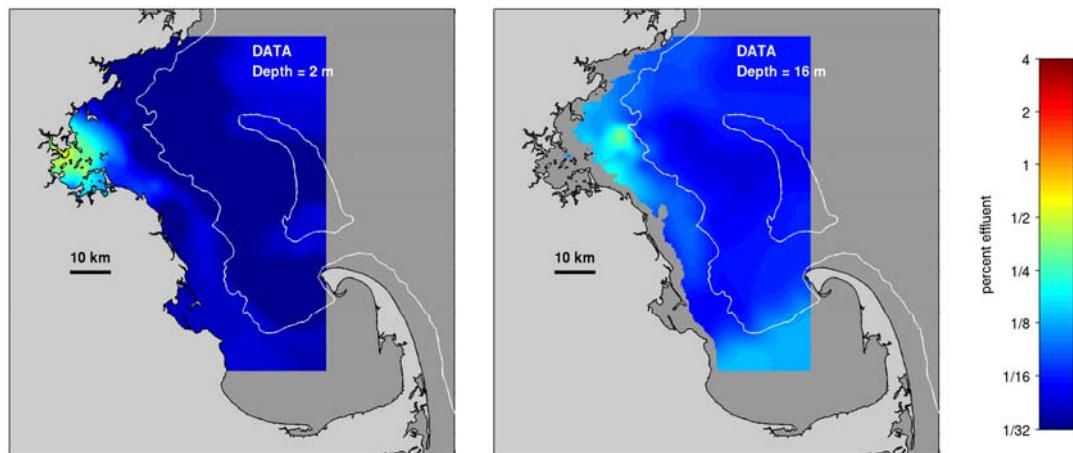 DATA
Depth = 2 m
10 km
DATA
Depth = 16 m
10 km
percent effluent
4
2
1
1/2
1/4
1/8
1/16
1/32